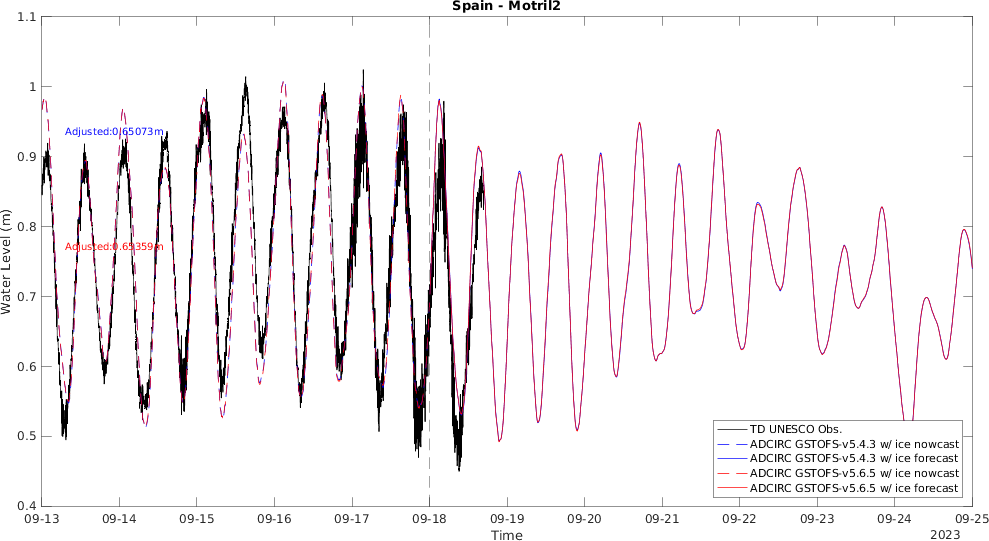 Spain - Motril2
1.1
1
0.9
0.8
0.7
0.6
0.5
0.4
Water Level (m)
Adjusted:0.65073m
Adjusted:0.69359m
TD UNESCO Obs.
ADCIRC GSTOFS-v5.4.3 w/ ice nowcast
ADCIRC GSTOFS-v5.4.3 w/ ice forecast
ADCIRC GSTOFS-v5.6.5 w/ ice nowcast
ADCIRC GSTOFS-v5.6.5 w/ ice forecast
09-13 09-14 09-15 09-16 09-17 09-18 09-19 09-20 09-21 09-22 09-23 09-24 09-25
Time
2023